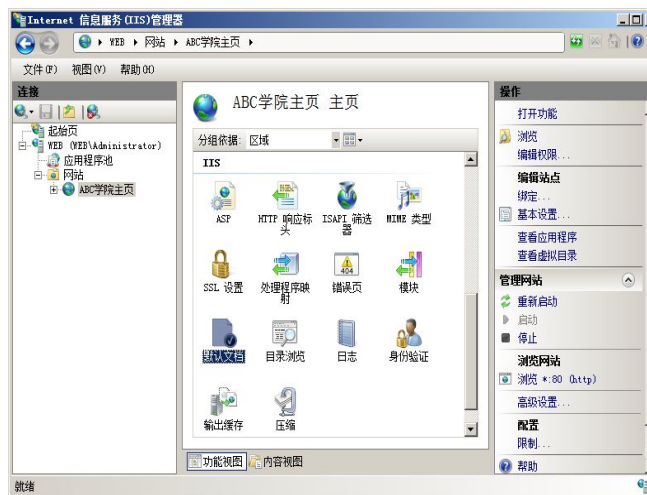 Internet 信息服务(IIS)管理器
WEB ▸ 网站 ▸ ABC学院主页 ▸
文件(F) 视图(V) 帮助(H)
连接
起始页
WEB (WEB\Administrator)
应用程序池
网站
ABC学院主页
ABC学院主页 主页
分组依据: 区域
IIS
ASP
HTTP 响应标头
ISAPI 筛选器
MIME 类型
SSL 设置
处理程序映射
404
错误页
模块
默认文档
目录浏览
日志
身份验证
输出缓存
压缩
功能视图 内容视图
操作
打开功能
浏览
编辑权限...
编辑站点
绑定...
基本设置...
查看应用程序
查看虚拟目录
管理网站
重新启动
启动
停止
浏览网站
浏览 *:80 (http)
高级设置...
配置
限制...
帮助
就绪